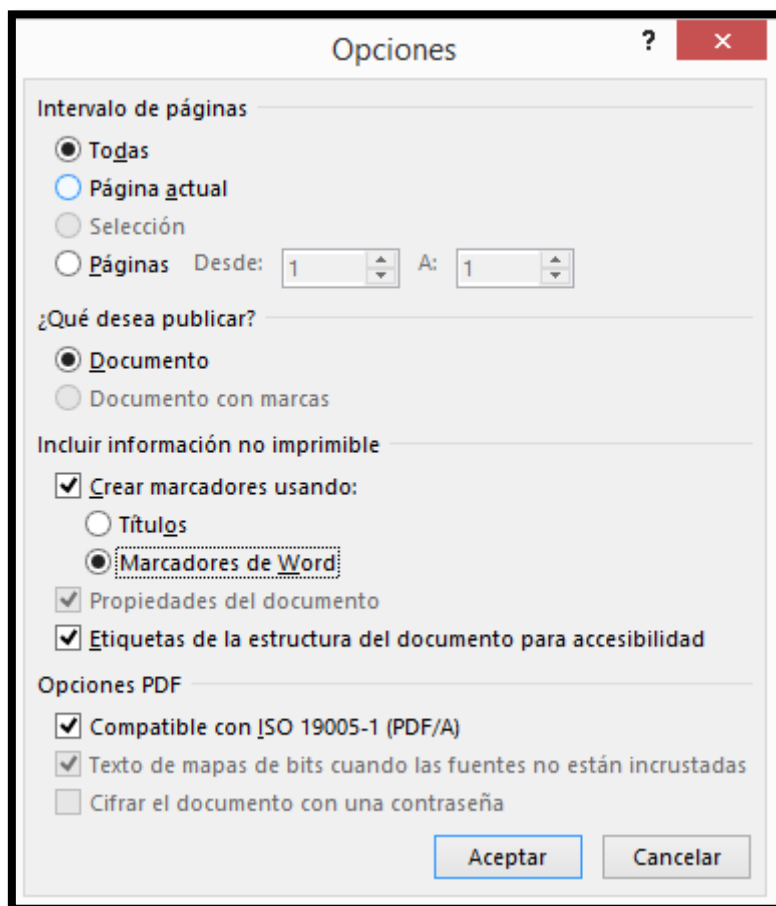 Opciones
Intervalo de páginas
Todas
Página actual
Selección
Páginas Desde: 1 A: 1
¿Qué desea publicar?
Documento
Documento con marcas
Incluir información no imprimible
Crear marcadores usando:
Títulos
Marcadores de Word
Propiedades del documento
Etiquetas de la estructura del documento para accesibilidad
Opciones PDF
Compatible con ISO 19005-1 (PDF/A)
Texto de mapas de bits cuando las fuentes no están incrustadas
Cifrar el documento con una contraseña
Aceptar Cancelar